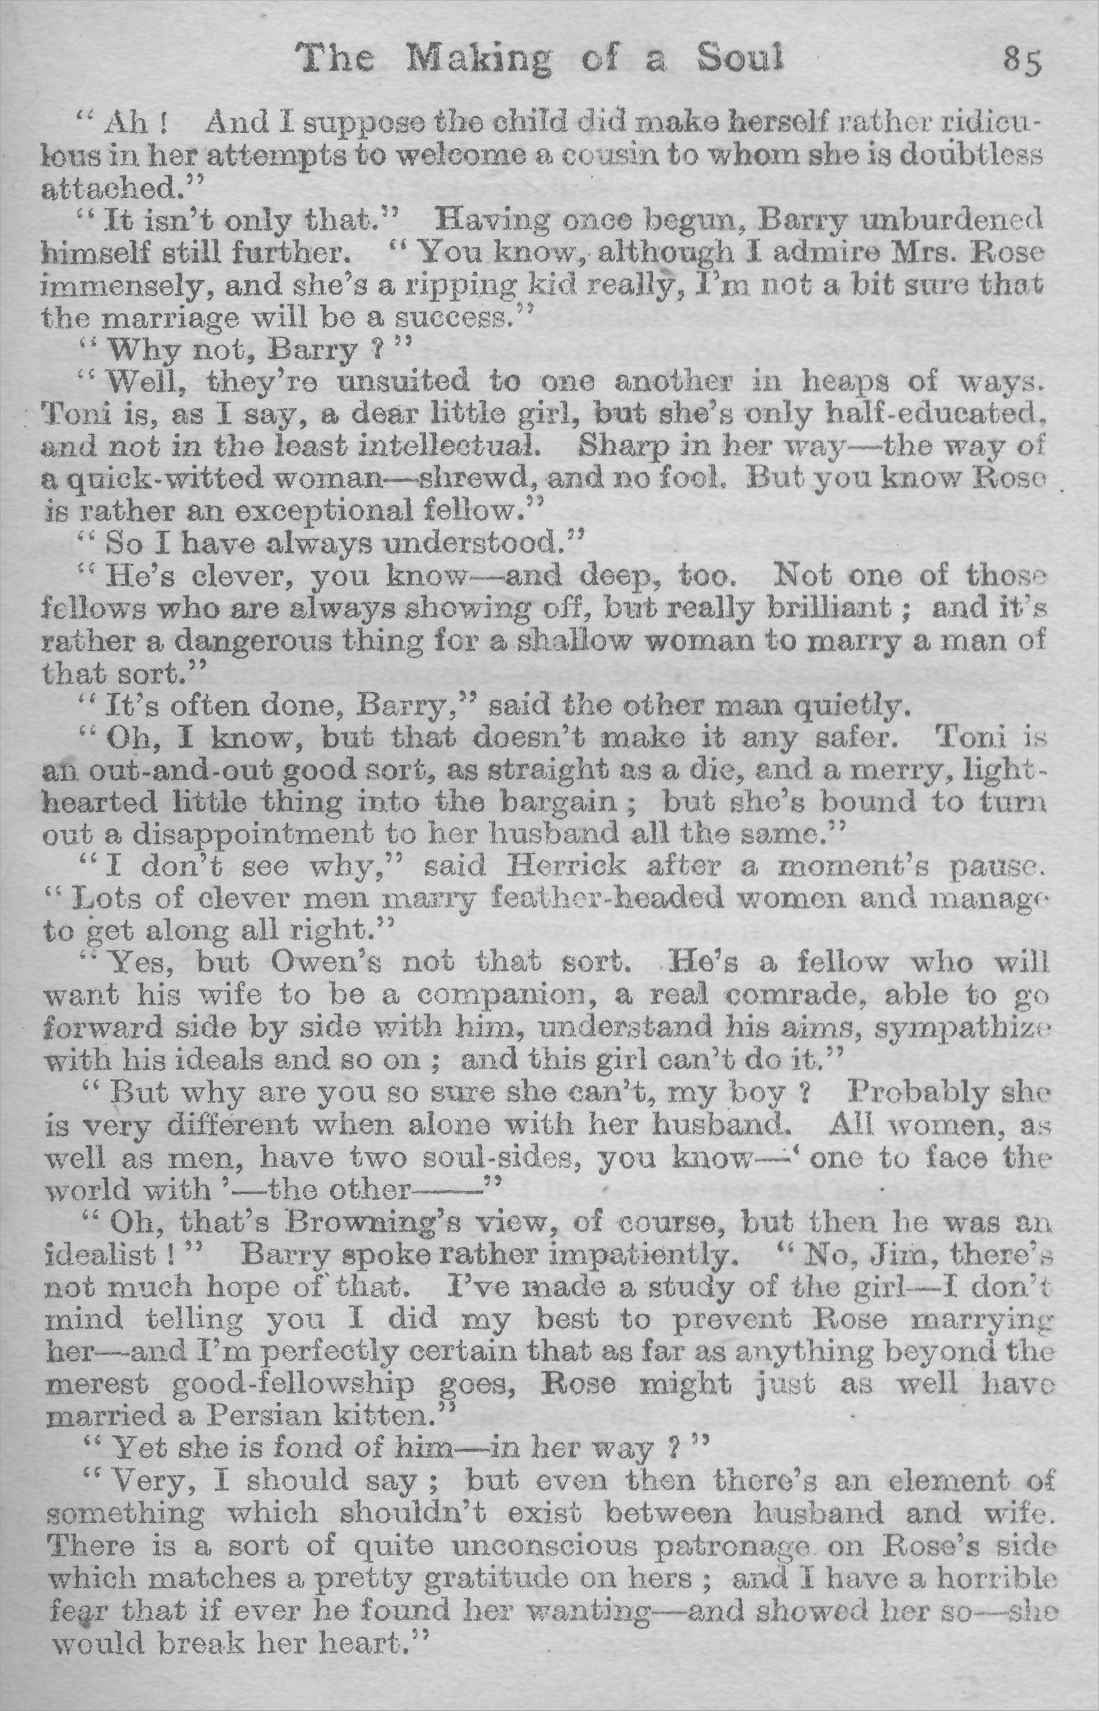 The Making of a Soul 85
“ Ah ! And I suppose the child did make herself rather ridicu-
lous in her attempts to welcome a cousin to whom she is doubtless
attached.”
“ It isn’t only that.” Having once begun, Barry unburdened
himself still further. “ You know, although I admire Mrs. Rose
immensely, and she’s a ripping kid really, I’m not a bit sure that
the marriage will be a success.”
“ Why not, Barry ? ”
“ Well, they’re unsuited to one another in heaps of ways.
Toni is, as I say, a dear little girl, but she’s only half-educated,
and not in the least intellectual. Sharp in her way—the way of
a quick-witted woman—shrewd, and no fool. But you know Rose
is rather an exceptional fellow.”
“ So I have always understood.”
“ He’s clever, you know—and deep, too. Not one of those
fellows who are always showing off, but really brilliant ; and it’s
rather a dangerous thing for a shallow woman to marry a man of
that sort.”
“ It’s often done, Barry,” said the other man quietly.
“ Oh, I know, but that doesn’t make it any safer. Toni is
an out-and-out good sort, as straight as a die, and a merry, light-
hearted little thing into the bargain ; but she’s bound to turn
out a disappointment to her husband all the same.”
“ I don’t see why,” said Herrick after a moment’s pause.
“ Lots of clever men marry feather-headed women and manage
to get along all right.”
“ Yes, but Owen’s not that sort. He’s a fellow who will
want his wife to be a companion, a real comrade, able to go
forward side by side with him, understand his aims, sympathize
with his ideals and so on ; and this girl can’t do it.”
“ But why are you so sure she can’t, my boy ? Probably she
is very different when alone with her husband. All women, as
well as men, have two soul-sides, you know—‘ one to face the
world with ’—the other——”
“ Oh, that’s Browning’s view, of course, but then he was an
idealist ! ” Barry spoke rather impatiently. “ No, Jim, there’s
not much hope of that. I’ve made a study of the girl—I don’t
mind telling you I did my best to prevent Rose marrying
her—and I’m perfectly certain that as far as anything beyond the
merest good-fellowship goes, Rose might just as well have
married a Persian kitten.”
“ Yet she is fond of him—in her way ? ”
“ Very, I should say ; but even then there’s an element of
something which shouldn’t exist between husband and wife.
There is a sort of quite unconscious patronage on Rose’s side
which matches a pretty gratitude on hers ; and I have a horrible
fear that if ever he found her wanting—and showed her so—she
would break her heart.”